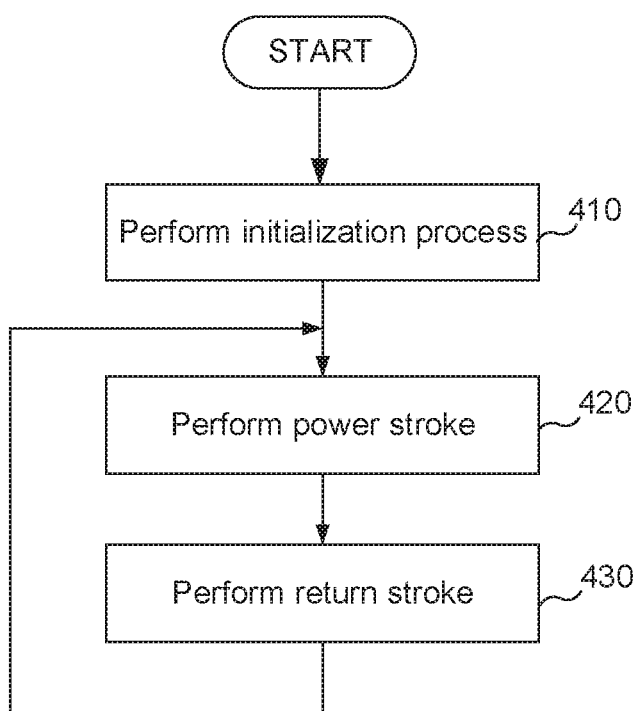 START
Perform initialization process
410
Perform power stroke
420
Perform return stroke
430